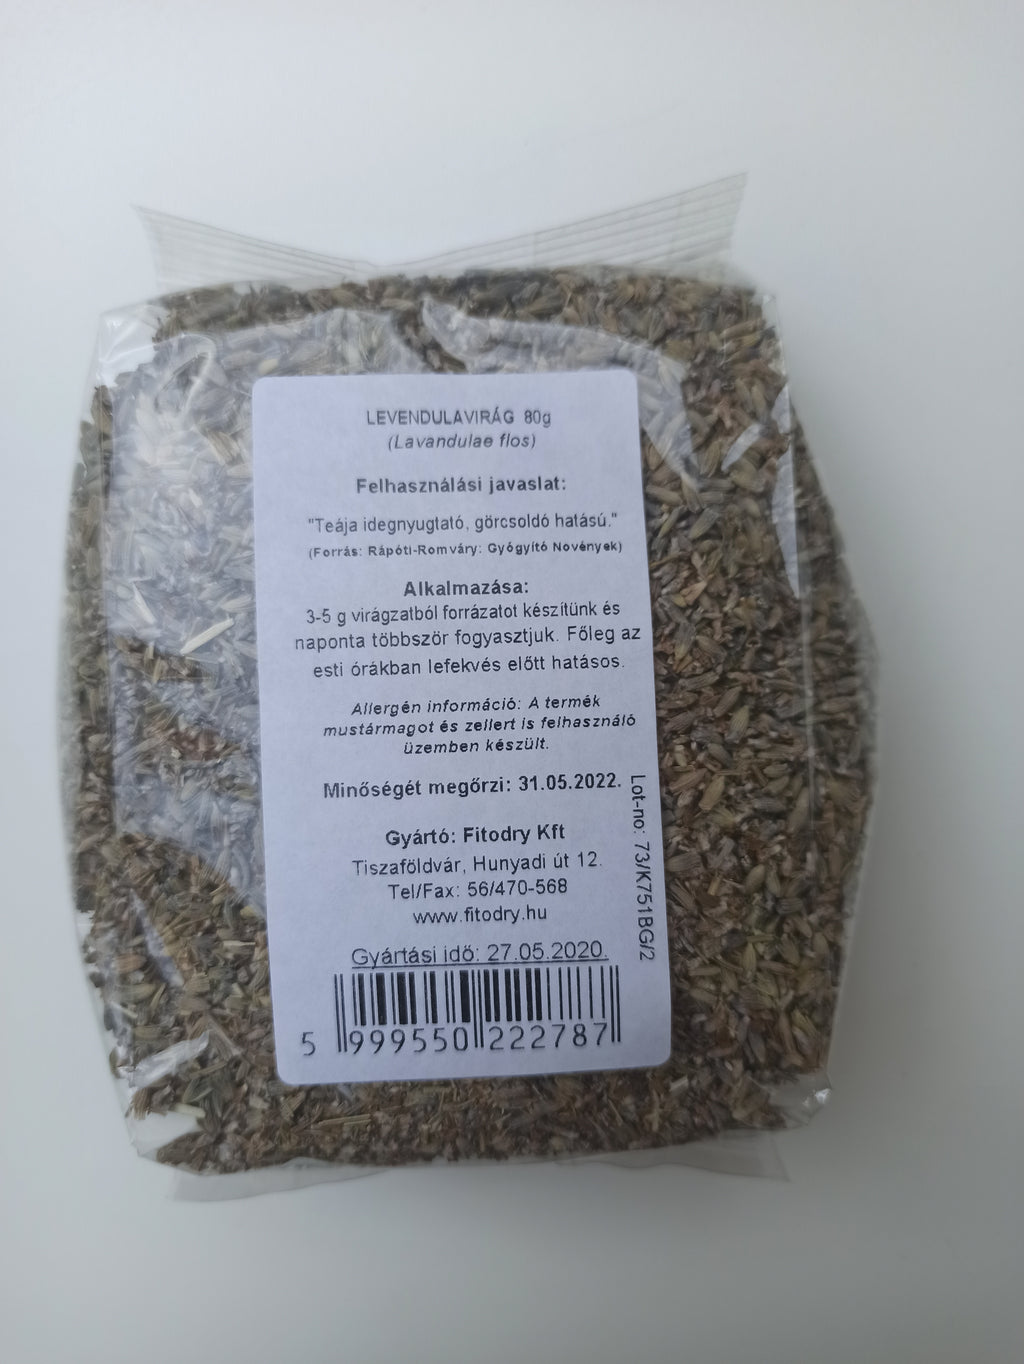 LEVENDULAVIRÁG 80g
(Lavandulae flos)
Felhasználási javaslat:
"Teája idegnyugtató, görcsoldó hatású."
(Forrás: Rápóti-Romváry: Gyógyító Novények)
Alkalmazása:
3-5 g virágzatból forrázatot készítünk és
naponta többször fogyasztjuk. Főleg az
esti órákban lefekvés előtt hatásos.
Allergén információ: A termék
mustármagot és zellert is felhasználó
üzemben készült.
Minőségét megőrzi: 31.05.2022.
Gyártó: Fitodry Kft
Tiszaföldvár, Hunyadi út 12.
Tel/Fax: 56/470-568
www.fitodry.hu
Gyártási idő: 27.05.2020.
5 999550 222787
Lot-no: 73/K751BG/2